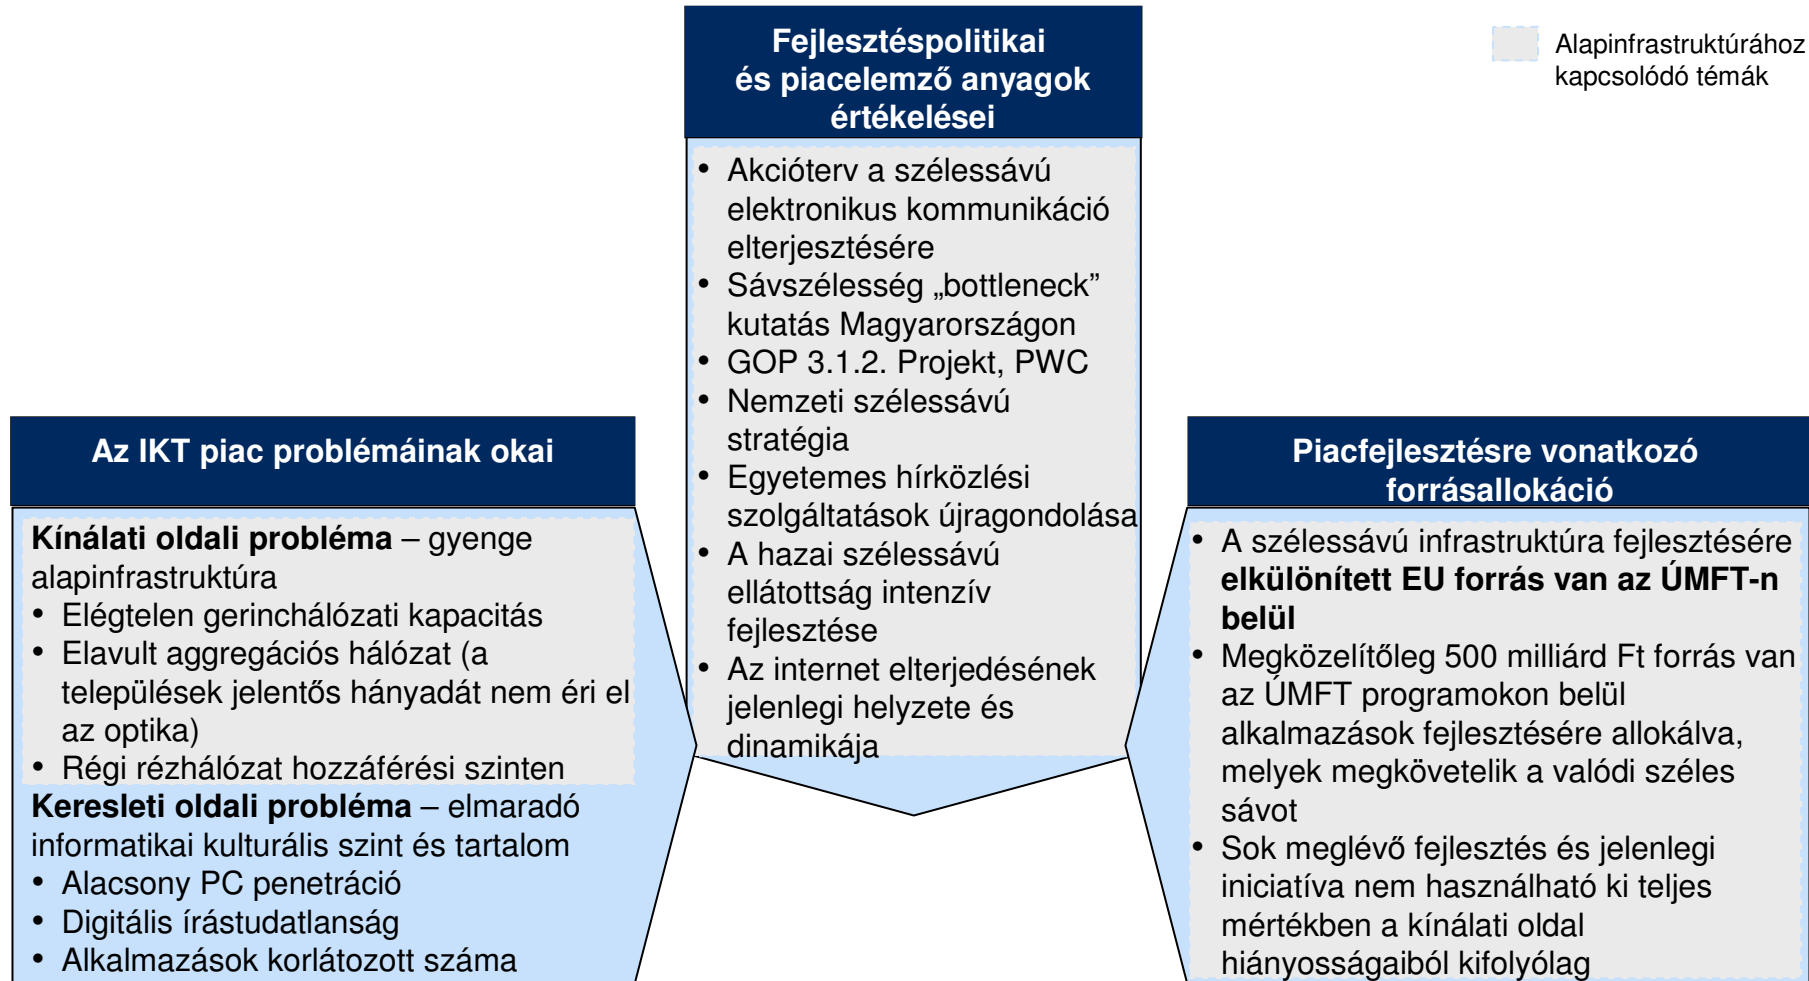 Fejlesztéspolitikai
és piacelemző anyagok
értékelései
Alapinfrastruktúrához
kapcsolódó témák
• Akcióterv a szélessávú
elektronikus kommunikáció
elterjesztésére
• Sávszélesség „bottleneck”
kutatás Magyarországon
• GOP 3.1.2. Projekt, PWC
• Nemzeti szélessávú
stratégia
• Egyetemes hírközlési
szolgáltatások újragondolása
• A hazai szélessávú
ellátottság intenzív
fejlesztése
• Az internet elterjedésének
jelenlegi helyzete és
dinamikája
Az IKT piac problémáinak okai
Kínálati oldali probléma – gyenge
alapinfrastruktúra
• Elégtelen gerinchálózati kapacitás
• Elavult aggregációs hálózat (a
települések jelentős hányadát nem éri el
az optika)
• Régi rézhálózat hozzáférési szinten
Keresleti oldali probléma – elmaradó
informatikai kulturális szint és tartalom
• Alacsony PC penetráció
• Digitális írástudatlanság
• Alkalmazások korlátozott száma
Piacfejlesztésre vonatkozó
forrásallokáció
• A szélessávú infrastruktúra fejlesztésére
elkülönített EU forrás van az ÚMFT-n
belül
• Megközelítőleg 500 milliárd Ft forrás van
az ÚMFT programokon belül
alkalmazások fejlesztésére allokálva,
melyek megkövetelik a valódi széles
sávot
• Sok meglévő fejlesztés és jelenlegi
iniciatíva nem használható ki teljes
mértékben a kínálati oldal
hiányosságaiból kifolyólag